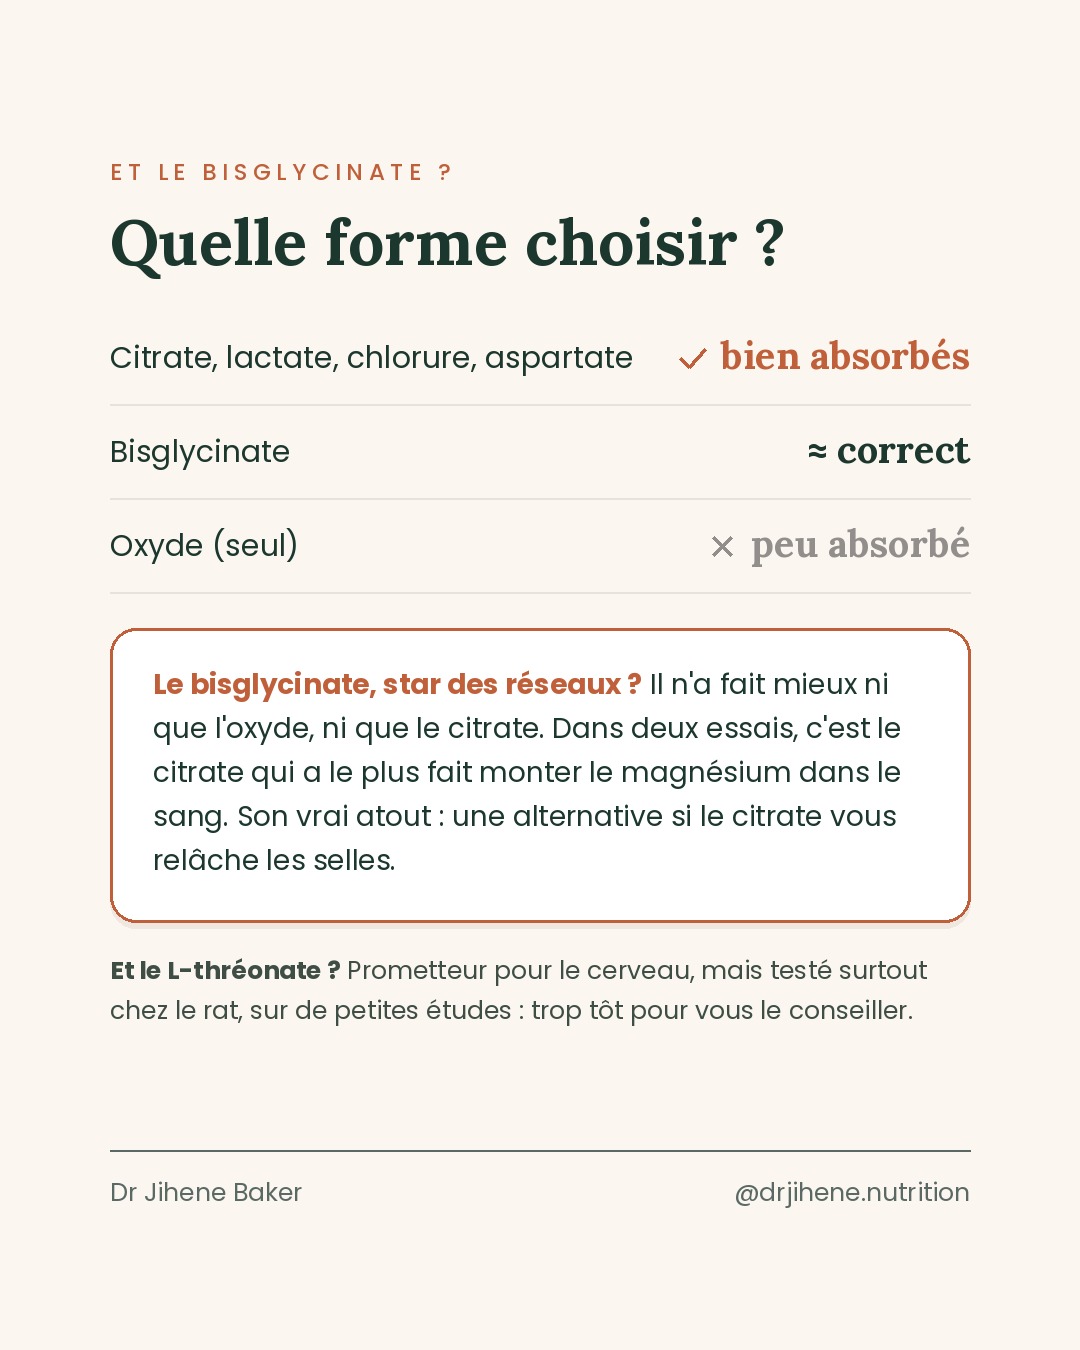 ET LE BISGLYCINATE ?
Quelle forme choisir ?
Citrate, lactate, chlorure, aspartate ✓ bien absorbés
Bisglycinate ≈ correct
Oxyde (seul) × peu absorbé
Le bisglycinate, star des réseaux ? Il n'a fait mieux ni
que l'oxyde, ni que le citrate. Dans deux essais, c'est le
citrate qui a le plus fait monter le magnésium dans le
sang. Son vrai atout : une alternative si le citrate vous
relâche les selles.
Et le L-thréonate ? Prometteur pour le cerveau, mais testé surtout
chez le rat, sur de petites études : trop tôt pour vous le conseiller.
Dr Jihene Baker @drjihene.nutrition